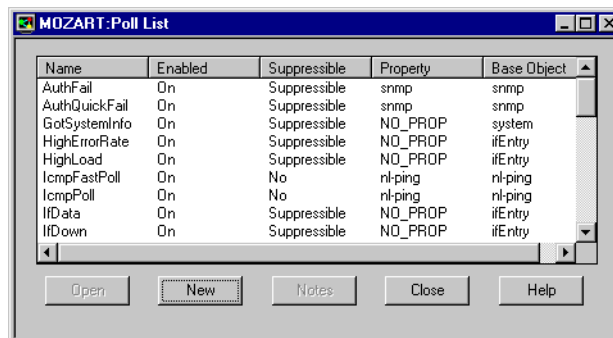 MOZART:Poll List
Name Enabled Suppressible Property Base Object
AuthFail On Suppressible snmp snmp
AuthQuickFail On Suppressible snmp snmp
GotSystemInfo On Suppressible NO_PROP system
HighErrorRate On Suppressible NO_PROP ifEntry
HighLoad On Suppressible NO_PROP ifEntry
IcmpFastPoll On No nl-ping nl-ping
IcmpPoll On No nl-ping nl-ping
IfData On Suppressible NO_PROP ifEntry
IfDown On Suppressible NO_PROP ifEntry
Open New Notes Close Help